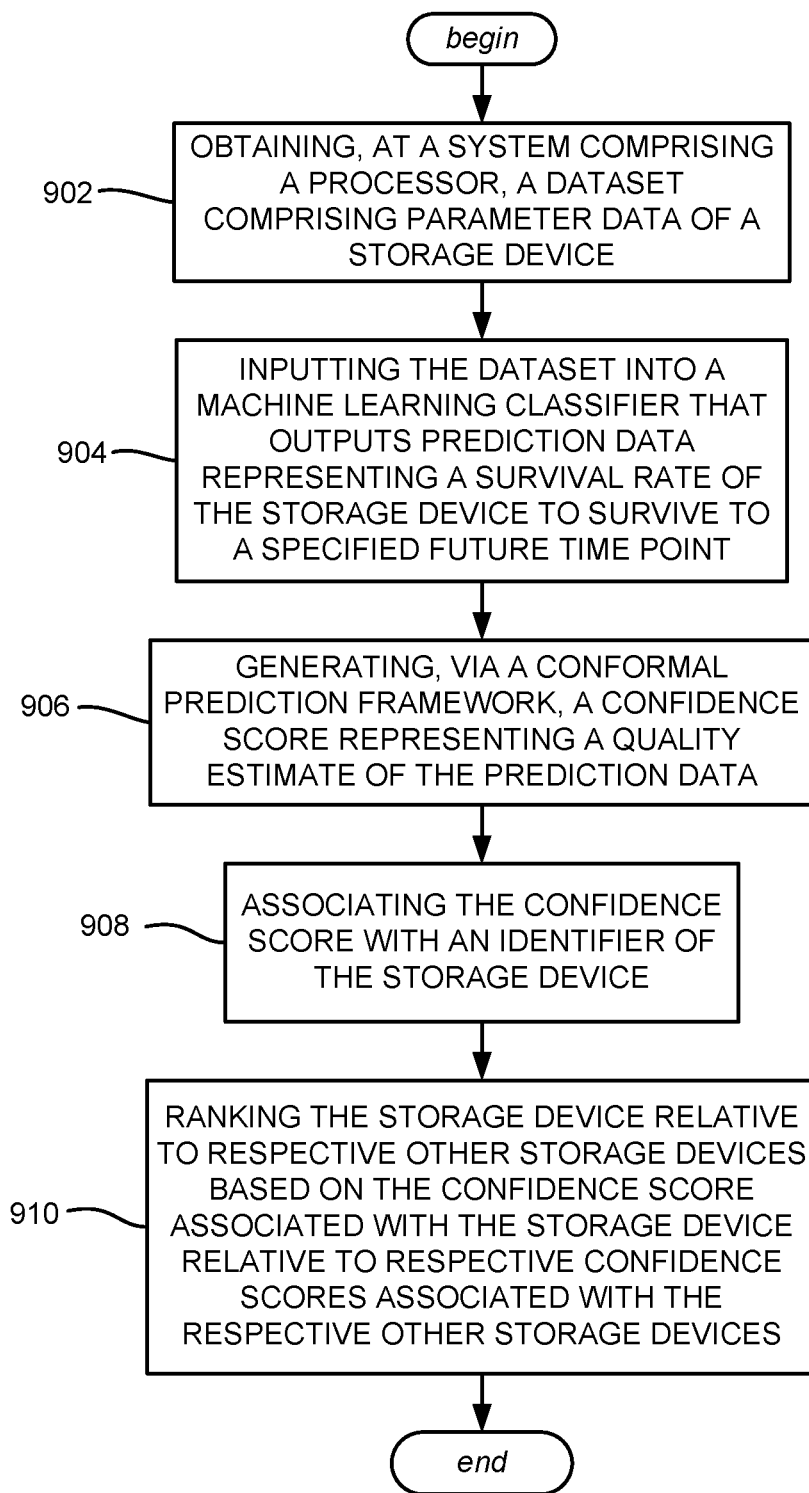 begin
902
OBTAINING, AT A SYSTEM COMPRISING
A PROCESSOR, A DATASET
COMPRISING PARAMETER DATA OF A
STORAGE DEVICE
904
INPUTTING THE DATASET INTO A
MACHINE LEARNING CLASSIFIER THAT
OUTPUTS PREDICTION DATA
REPRESENTING A SURVIVAL RATE OF
THE STORAGE DEVICE TO SURVIVE TO
A SPECIFIED FUTURE TIME POINT
906
GENERATING, VIA A CONFORMAL
PREDICTION FRAMEWORK, A CONFIDENCE
SCORE REPRESENTING A QUALITY
ESTIMATE OF THE PREDICTION DATA
908
ASSOCIATING THE CONFIDENCE
SCORE WITH AN IDENTIFIER OF
THE STORAGE DEVICE
910
RANKING THE STORAGE DEVICE RELATIVE
TO RESPECTIVE OTHER STORAGE DEVICES
BASED ON THE CONFIDENCE SCORE
ASSOCIATED WITH THE STORAGE DEVICE
RELATIVE TO RESPECTIVE CONFIDENCE
SCORES ASSOCIATED WITH THE
RESPECTIVE OTHER STORAGE DEVICES
end